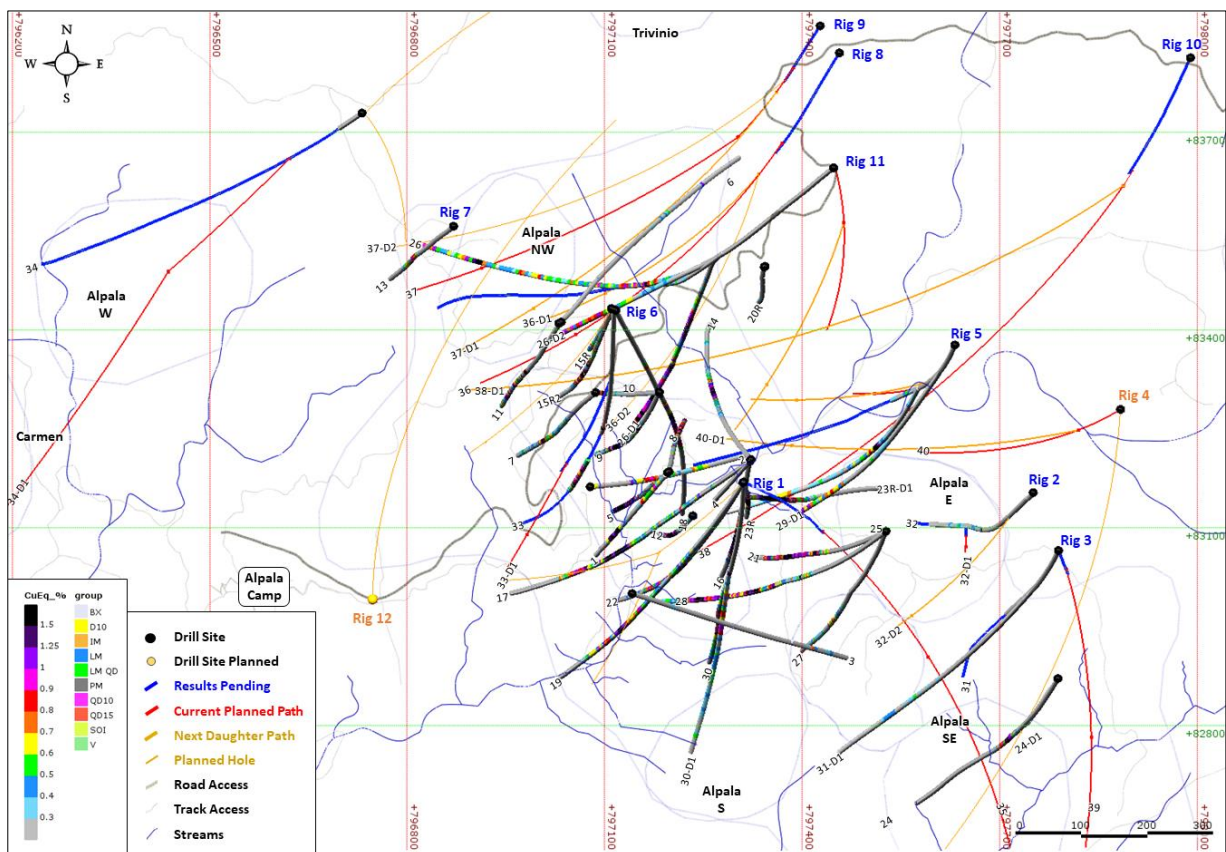 +796200
+796500
+796800
+797100
+797400
+797700
+798000
Trivinio
Rig 9
Rig 8
Rig 10
N
W
E
S
+83700
Rig 11
6
Rig 7
Alpala
NW
26
37-D2
34
13
37
Alpala
W
20R
36-D1
Rig 6
26-D2
14
+83400
37-D1
15R
Rig 5
36
38-D1
10
15R2
11
Rig 4
36-D2
26-D1
8
Carmen
40-D1
40
7
9
34-D1
Rig 1
4
23R-D1
Alpala
E
Rig 2
5
18
23R
29-D1
32
33
12
25
+83100
1
38
21
32-D1
Rig 3
33-D1
16
Alpala
Camp
17
22
28
Rig 12
32-D2
27
3
30
19
31
Alpala
SE
24-D1
+82800
30-D1
31-D1
Alpala
S
24
35
39
CuEq_%
1.5
1.25
1
0.9
0.8
0.7
0.6
0.5
0.4
0.3
group
BX
D10
IM
LM
LM QD
PM
QD10
QD15
SOI
V
Drill Site
Drill Site Planned
Results Pending
Current Planned Path
Next Daughter Path
Planned Hole
Road Access
Track Access
Streams
+796800
+797100
+797400
0
100
200
300